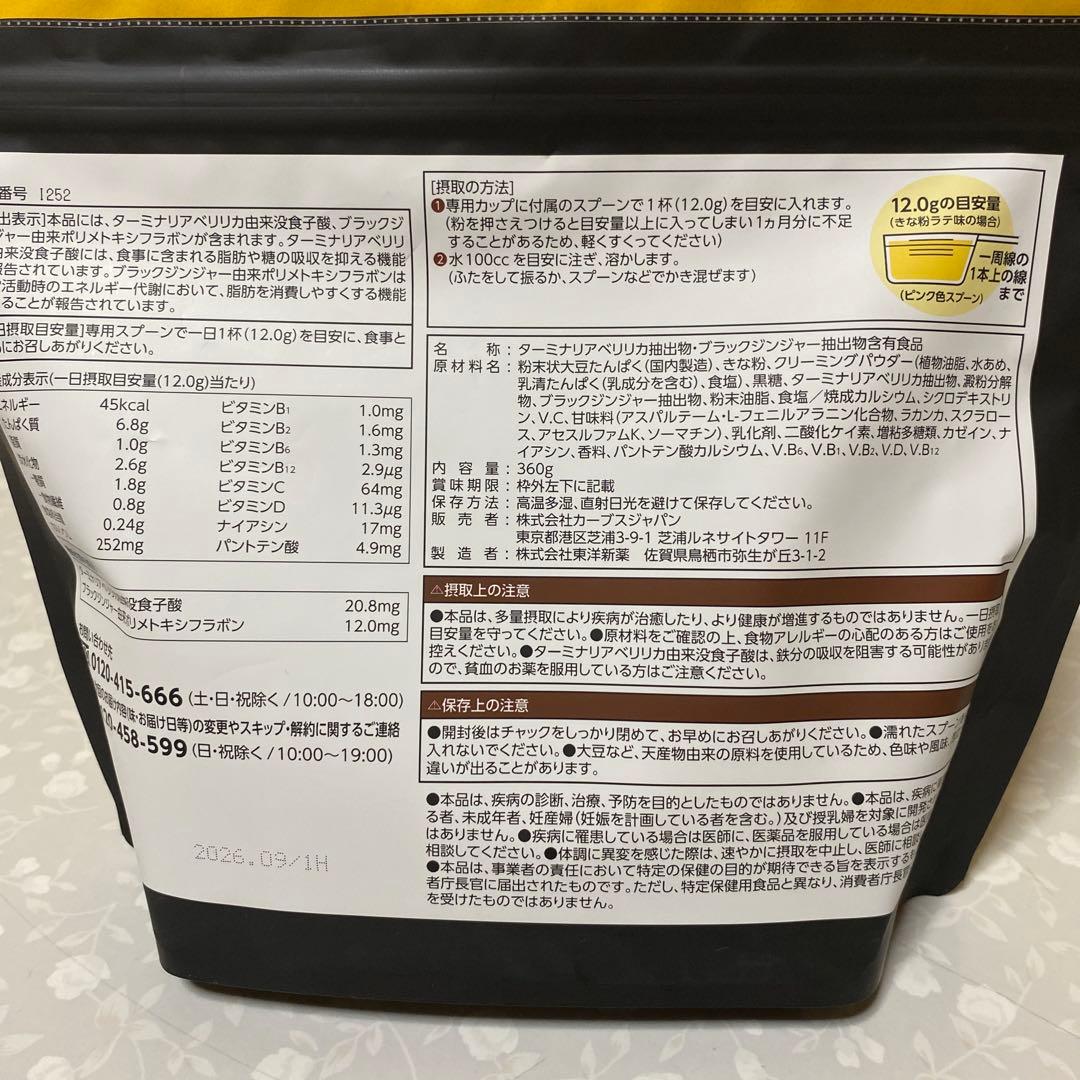 番号 1252
出表示]本品には、ターミナリアベリリカ由来没食子酸、ブラックジ
ジャー由来ポリメトキシフラボンが含まれます。ターミナリアベリリ
由来没食子酸には、食事に含まれる脂肪や糖の吸収を抑える機能
報告されています。ブラックジンジャー由来ポリメトキシフラボンは
活動時のエネルギー代謝において、脂肪を消費しやすくする機能
ることが報告されています。
日摂取目安量]専用スプーンで一日1杯(12.0g)を目安に、食事と
にお召しあがりください。
成分表示(一日摂取目安量(12.0g)当たり)
エネルギー 45kcal ビタミンB₁ 1.0mg
たんぱく質 6.8g ビタミンB₂ 1.6mg
1.0g ビタミンB₆ 1.3mg
2.6g ビタミンB₁₂ 2.9μg
1.8g ビタミンC 64mg
0.8g ビタミンD 11.3μg
0.24g ナイアシン 17mg
252mg パントテン酸 4.9mg
没食子酸 20.8mg
ブラックジンジャー由来ポリメトキシフラボン 12.0mg
お問い合わせ先
0120-415-666 (土・日・祝除く/10:00〜18:00)
お届け内容(味・お届け日等)の変更やスキップ・解約に関するご連絡
0-458-599 (日・祝除く/10:00〜19:00)
2026.09/1H
[摂取の方法]
❶専用カップに付属のスプーンで1杯(12.0g)を目安に入れます。
(粉を押さえつけると目安量以上に入ってしまい1ヵ月分に不足
することがあるため、軽くすくってください)
❷水100ccを目安に注ぎ、溶かします。
(ふたをして振るか、スプーンなどでかき混ぜます)
12.0gの目安量
(きな粉ラテ味の場合)
一周線の
1本上の線
まで
(ピンク色スプーン)
名称:ターミナリアベリリカ抽出物・ブラックジンジャー抽出物含有食品
原材料名:粉末状大豆たんぱく(国内製造)、きな粉、クリーミングパウダー(植物油脂、水あめ、
乳清たんぱく(乳成分を含む)、食塩)、黒糖、ターミナリアベリリカ抽出物、澱粉分解
物、ブラックジンジャー抽出物、粉末油脂、食塩/焼成カルシウム、シクロデキストリ
ン、V.C、甘味料(アスパルテーム・L-フェニルアラニン化合物、ラカンカ、スクラロー
ス、アセスルファムK、ソーマチン)、乳化剤、二酸化ケイ素、増粘多糖類、カゼイン、ナ
イアシン、香料、パントテン酸カルシウム、V.B₆、V.B₁、V.B₂、V.D、V.B₁₂
内容量:360g
賞味期限:枠外左下に記載
保存方法:高温多湿、直射日光を避けて保存してください。
販売者:株式会社カーブスジャパン
東京都港区芝浦3-9-1 芝浦ルネサイトタワー 11F
製造者:株式会社東洋新薬 佐賀県鳥栖市弥生が丘3-1-2
⚠摂取上の注意
●本品は、多量摂取により疾病が治癒したり、より健康が増進するものではありません。一日摂取
目安量を守ってください。●原材料をご確認の上、食物アレルギーの心配のある方はご使用を
控えください。●ターミナリアベリリカ由来没食子酸は、鉄分の吸収を阻害する可能性があり
ので、貧血のお薬を服用している方はご注意ください。
⚠保存上の注意
●開封後はチャックをしっかり閉めて、お早めにお召しあがりください。●濡れたスプーン
入れないでください。●大豆など、天産物由来の原料を使用しているため、色味や風味
違いが出ることがあります。
●本品は、疾病の診断、治療、予防を目的としたものではありません。●本品は、疾病に
る者、未成年者、妊産婦(妊娠を計画している者を含む。)及び授乳婦を対象に開発さ
はありません。●疾病に罹患している場合は医師に、医薬品を服用している場合は医
相談してください。●体調に異変を感じた際は、速やかに摂取を中止し、医師に相談
●本品は、事業者の責任において特定の保健の目的が期待できる旨を表示する
者庁長官に届出されたものです。ただし、特定保健用食品と異なり、消費者庁長官
を受けたものではありません。